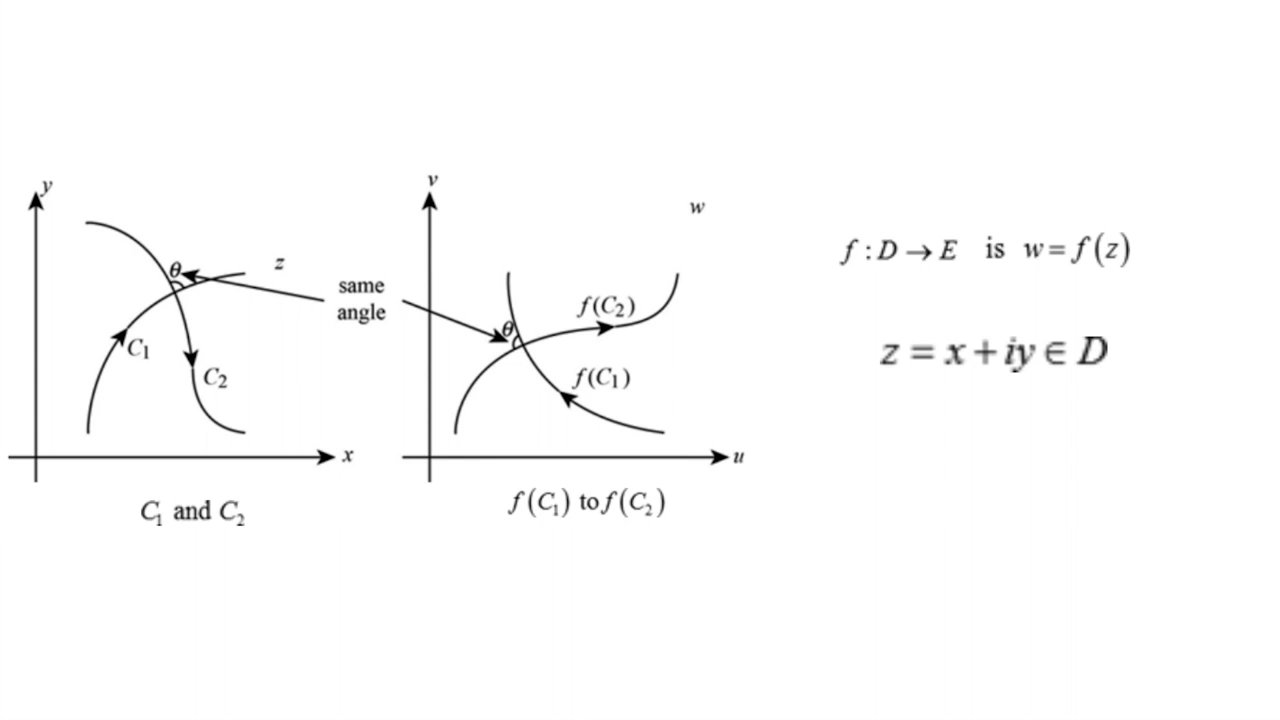 y
θ
z
C₁
C₂
x
C₁ and C₂
same
angle
v
w
θ
f(C₂)
f(C₁)
u
f(C₁) to f(C₂)
f : D → E is w = f(z)
z = x + iy ∈ D